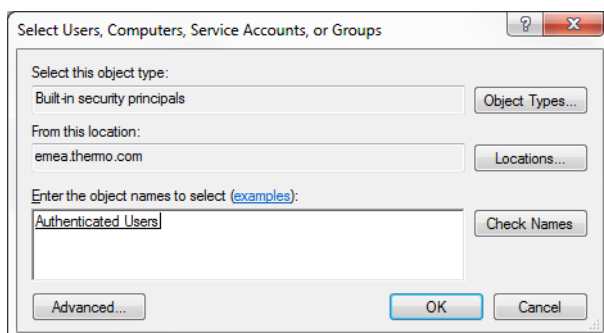 Select Users, Computers, Service Accounts, or Groups
Select this object type:
Built-in security principals
Object Types...
From this location:
emea.thermo.com
Locations...
Enter the object names to select (examples):
Authenticated Users
Check Names
Advanced...
OK
Cancel